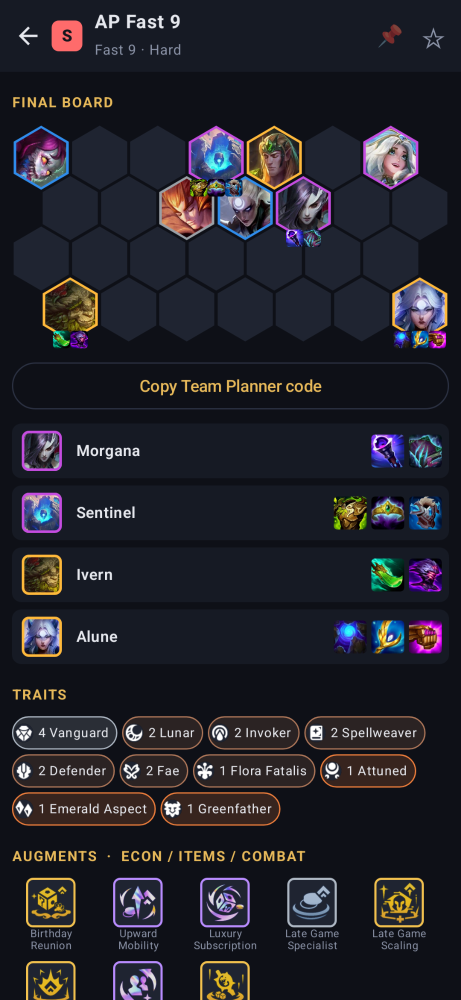 AP Fast 9
S
Fast 9 · Hard
FINAL BOARD
Copy Team Planner code
Morgana
Sentinel
Ivern
Alune
TRAITS
4 Vanguard
2 Lunar
2 Invoker
2 Spellweaver
2 Defender
2 Fae
1 Flora Fatalis
1 Attuned
1 Emerald Aspect
1 Greenfather
AUGMENTS · ECON / ITEMS / COMBAT
Birthday
Reunion
Upward
Mobility
Luxury
Subscription
Late Game
Specialist
Late Game
Scaling